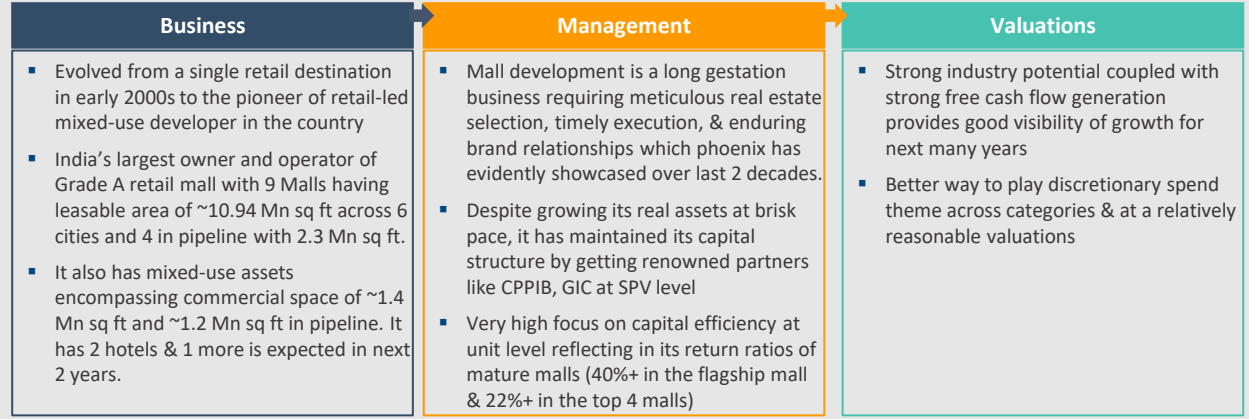 Business
▪ Evolved from a single retail destination
in early 2000s to the pioneer of retail-led
mixed-use developer in the country
▪ India's largest owner and operator of
Grade A retail mall with 9 Malls having
leasable area of ~10.94 Mn sq ft across 6
cities and 4 in pipeline with 2.3 Mn sq ft.
▪ It also has mixed-use assets
encompassing commercial space of ~1.4
Mn sq ft and ~1.2 Mn sq ft in pipeline. It
has 2 hotels & 1 more is expected in next
2 years.
Management
▪ Mall development is a long gestation
business requiring meticulous real estate
selection, timely execution, & enduring
brand relationships which phoenix has
evidently showcased over last 2 decades.
▪ Despite growing its real assets at brisk
pace, it has maintained its capital
structure by getting renowned partners
like CPPIB, GIC at SPV level
▪ Very high focus on capital efficiency at
unit level reflecting in its return ratios of
mature malls (40%+ in the flagship mall
& 22%+ in the top 4 malls)
Valuations
▪ Strong industry potential coupled with
strong free cash flow generation
provides good visibility of growth for
next many years
▪ Better way to play discretionary spend
theme across categories & at a relatively
reasonable valuations